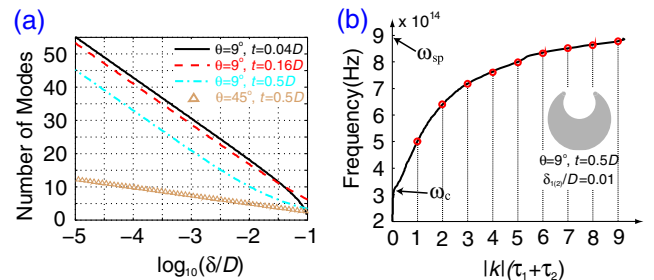 (a)
Number of Modes
50
40
30
20
10
0
θ=9°, t=0.04D
θ=9°, t=0.16D
θ=9°, t=0.5D
θ=45°, t=0.5D
-5 -4 -3 -2 -1
log₁₀(δ/D)
(b)
x 10¹⁴
Frequency(Hz)
9
8
7
6
5
4
3
2
ωsp
ωc
θ=9°, t=0.5D
δ₁₍₂₎/D=0.01
0 1 2 3 4 5 6 7 8 9
|k|(τ₁+τ₂)